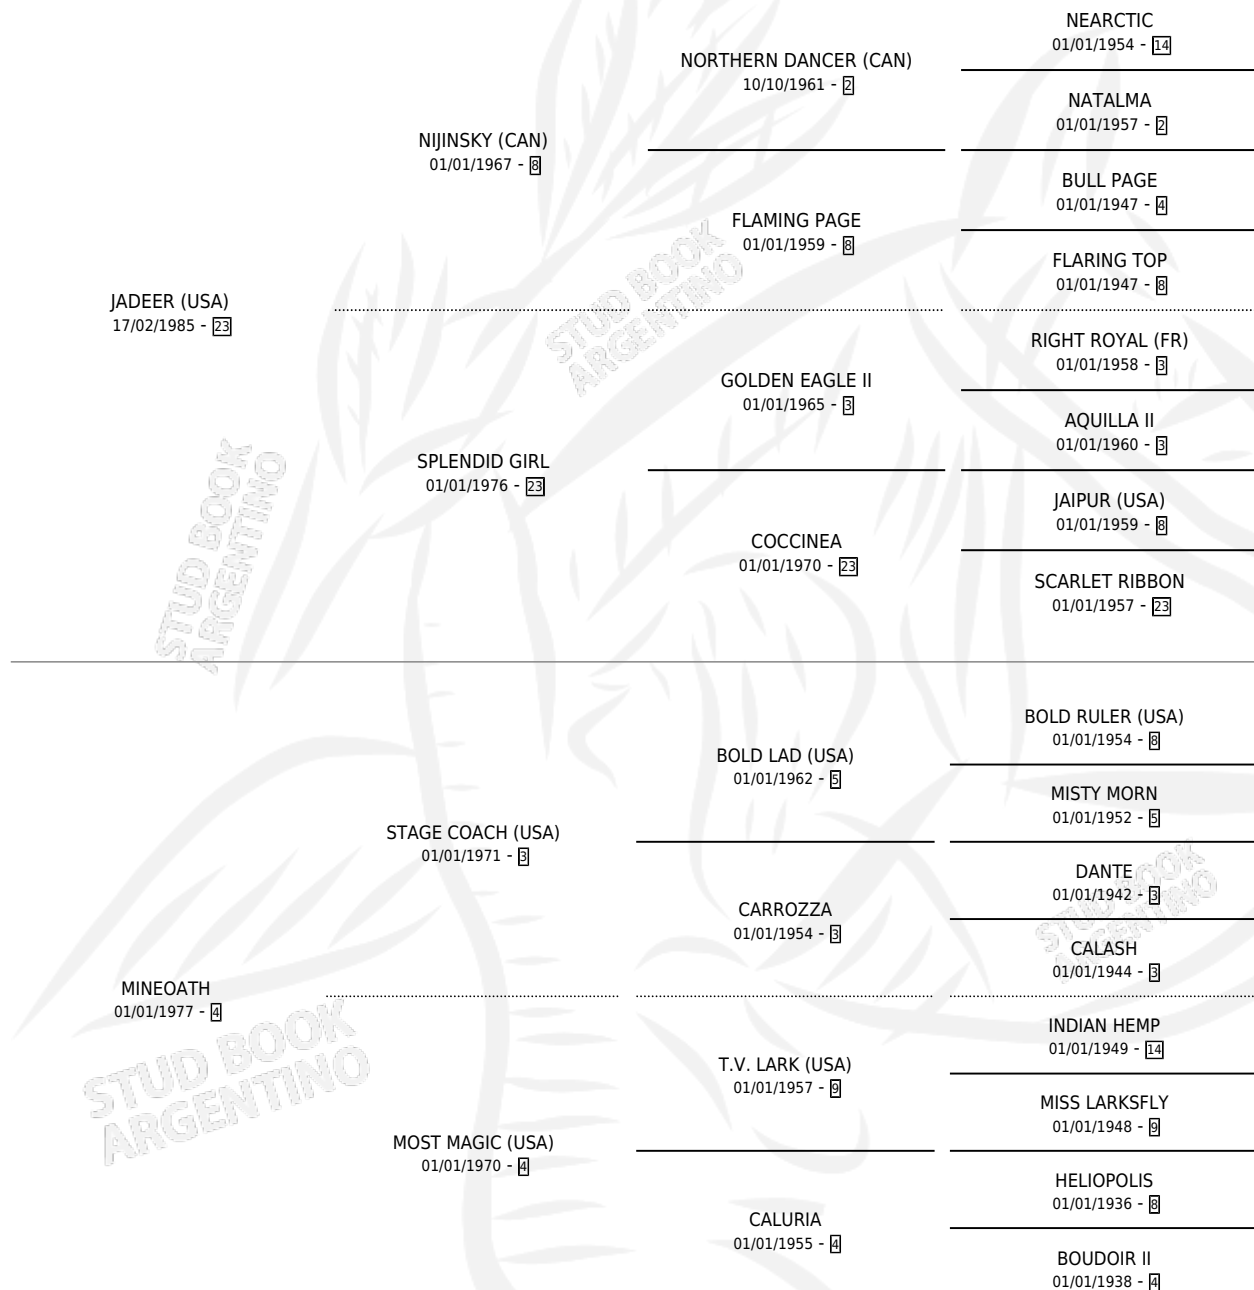 JADEER (USA)
17/02/1985 - 23
NIJINSKY (CAN)
01/01/1967 - 8
NORTHERN DANCER (CAN)
10/10/1961 - 2
NEARCTIC
01/01/1954 - 14
NATALMA
01/01/1957 - 2
FLAMING PAGE
01/01/1959 - 8
BULL PAGE
01/01/1947 - 4
FLARING TOP
01/01/1947 - 8
SPLENDID GIRL
01/01/1976 - 23
GOLDEN EAGLE II
01/01/1965 - 3
RIGHT ROYAL (FR)
01/01/1958 - 3
AQUILLA II
01/01/1960 - 3
COCCINEA
01/01/1970 - 23
JAIPUR (USA)
01/01/1959 - 8
SCARLET RIBBON
01/01/1957 - 23
MINEOATH
01/01/1977 - 4
STAGE COACH (USA)
01/01/1971 - 3
BOLD LAD (USA)
01/01/1962 - 5
BOLD RULER (USA)
01/01/1954 - 8
MISTY MORN
01/01/1952 - 5
CARROZZA
01/01/1954 - 3
DANTE
01/01/1942 - 3
CALASH
01/01/1944 - 3
MOST MAGIC (USA)
01/01/1970 - 4
T.V. LARK (USA)
01/01/1957 - 9
INDIAN HEMP
01/01/1949 - 14
MISS LARKSFLY
01/01/1948 - 9
CALURIA
01/01/1955 - 4
HELIOPOLIS
01/01/1936 - 8
BOUDOIR II
01/01/1938 - 4
STUD BOOK
ARGENTINO
STUD BOOK
ARGENTINO
STUD BOOK
ARGENTINO
STUD BOOK
ARGENTINO